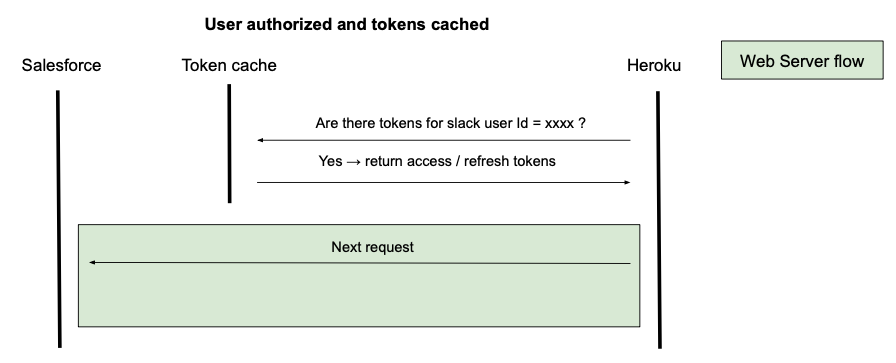 User authorized and tokens cached
Salesforce
Token cache
Heroku
Web Server flow
Are there tokens for slack user Id = xxxx ?
Yes → return access / refresh tokens
Next request